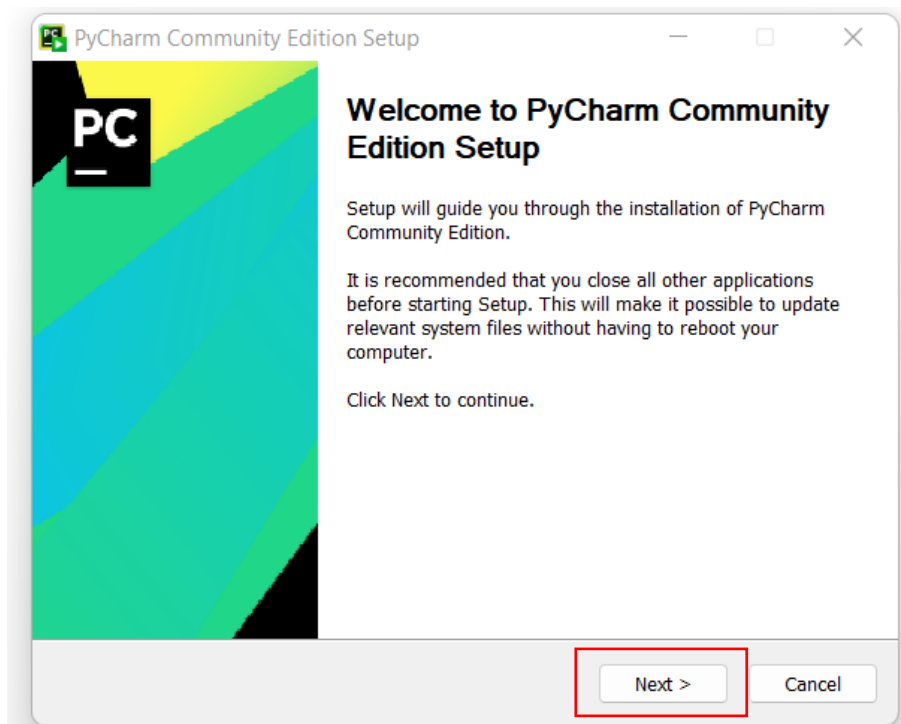 PyCharm Community Edition Setup
PC
Welcome to PyCharm Community
Edition Setup
Setup will guide you through the installation of PyCharm
Community Edition.
It is recommended that you close all other applications
before starting Setup. This will make it possible to update
relevant system files without having to reboot your
computer.
Click Next to continue.
Next >
Cancel